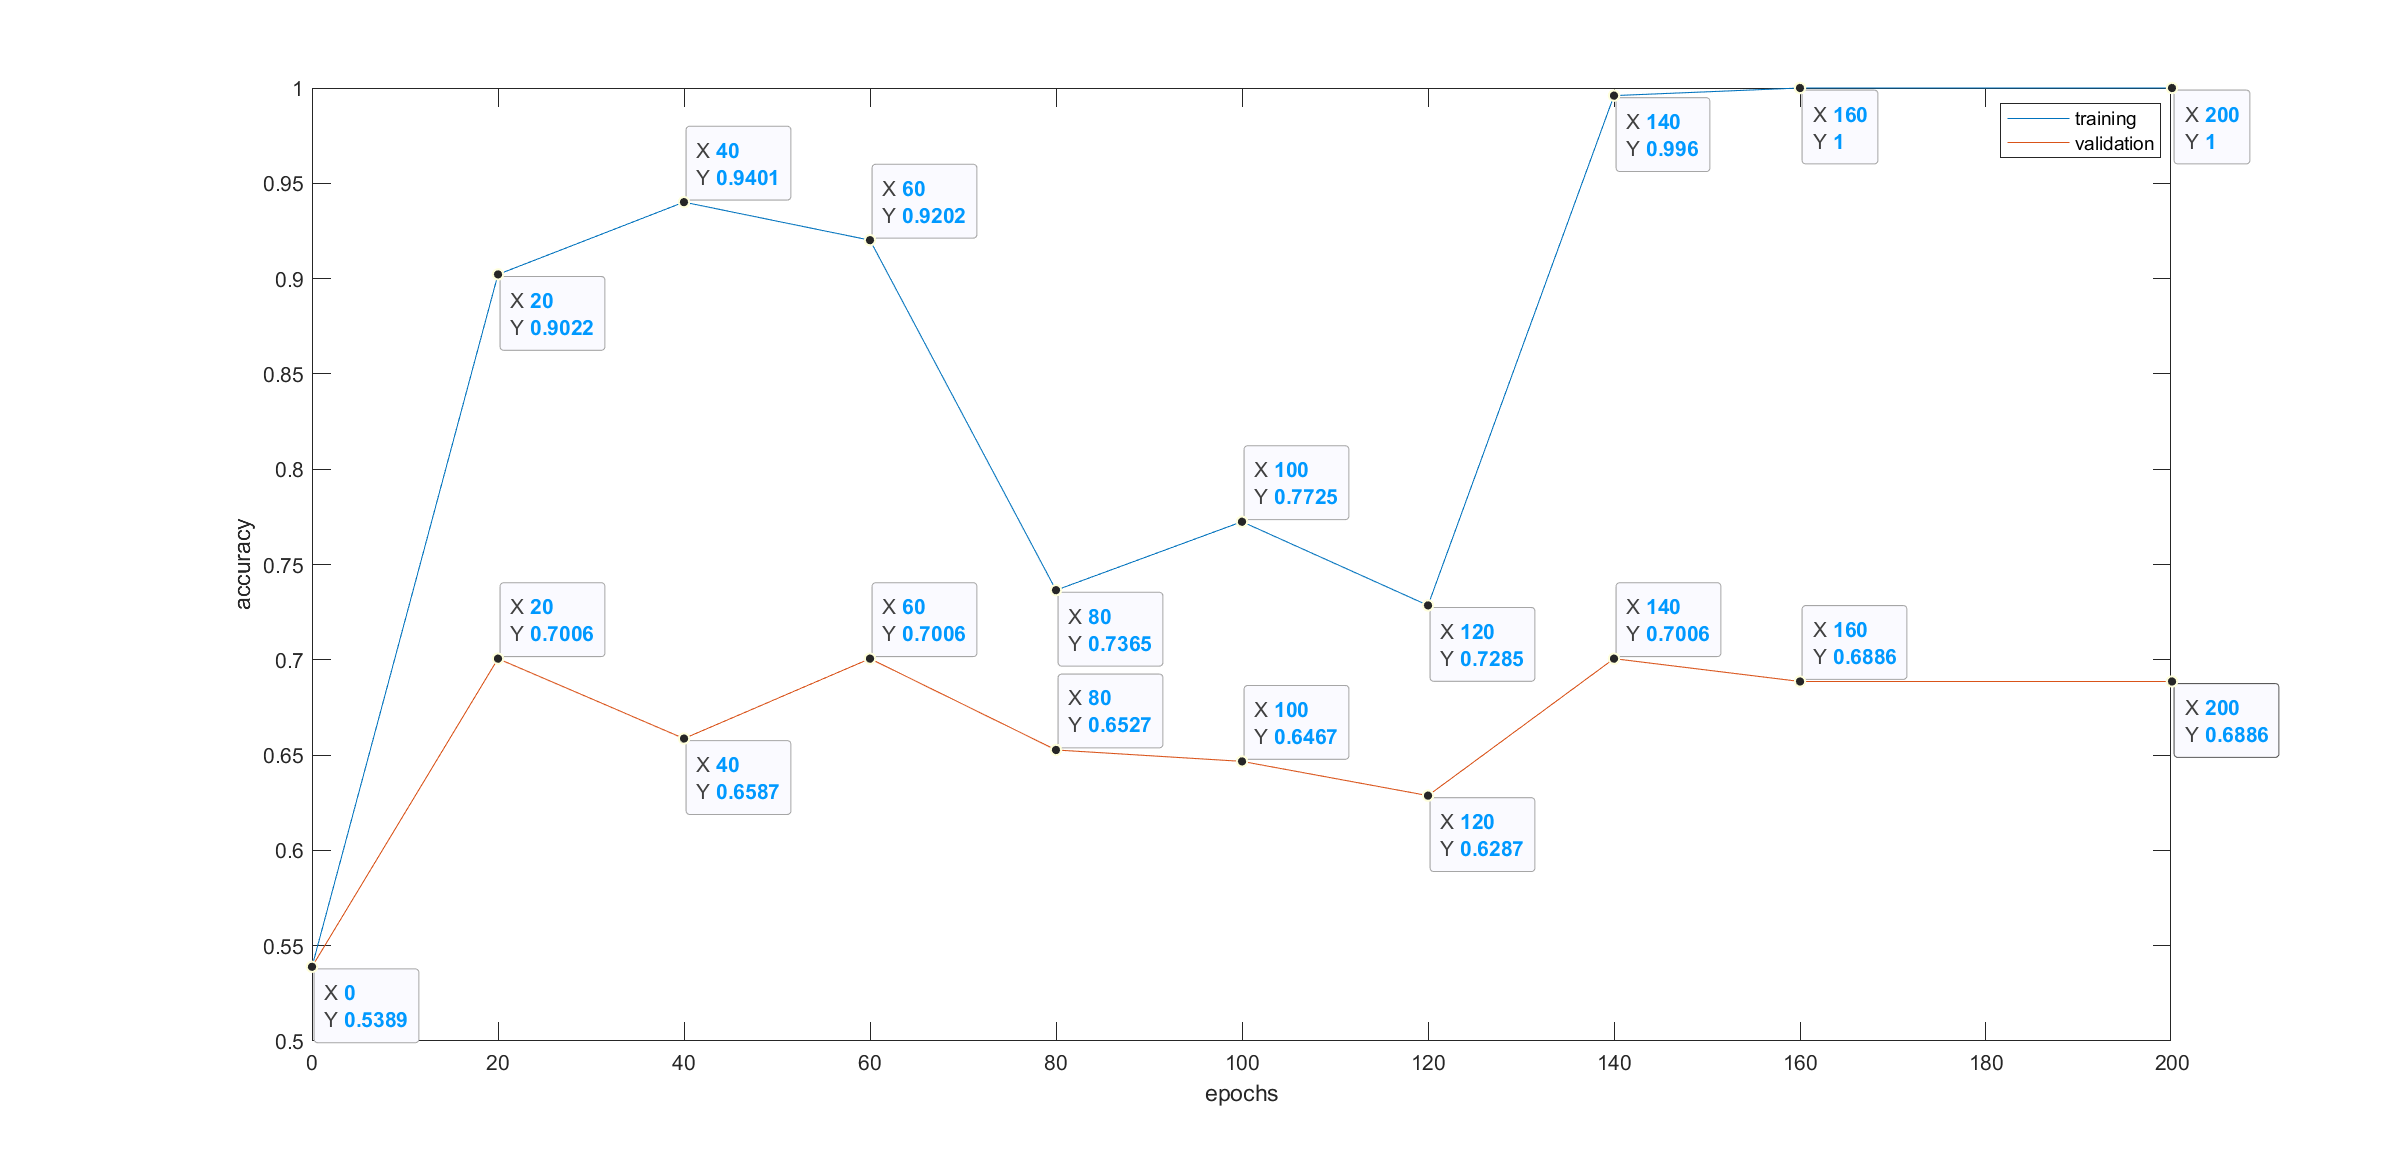 1
0.95
0.9
0.85
0.8
0.75
0.7
0.65
0.6
0.55
0.5
accuracy
0
20
40
60
80
100
120
140
160
180
200
epochs
training
validation
X 0
Y 0.5389
X 20
Y 0.9022
X 40
Y 0.9401
X 60
Y 0.9202
X 80
Y 0.7365
X 100
Y 0.7725
X 120
Y 0.7285
X 140
Y 0.996
X 160
Y 1
X 200
Y 1
X 20
Y 0.7006
X 40
Y 0.6587
X 60
Y 0.7006
X 80
Y 0.6527
X 100
Y 0.6467
X 120
Y 0.6287
X 140
Y 0.7006
X 160
Y 0.6886
X 200
Y 0.6886